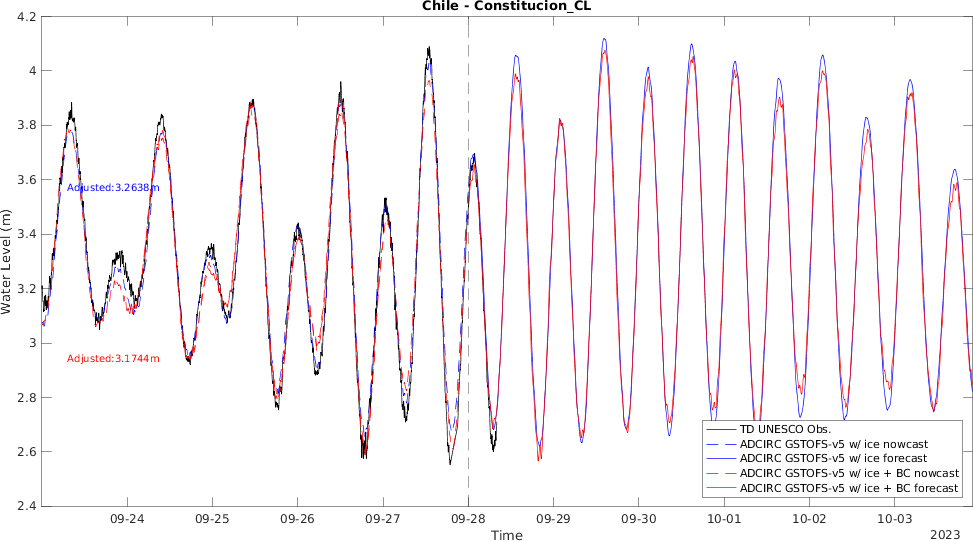 Chile - Constitucion_CL
4.2
4
3.8
3.6
3.4
3.2
3
2.8
2.6
2.4
Water Level (m)
Adjusted:3.2638m
Adjusted:3.1744m
TD UNESCO Obs.
ADCIRC GSTOFS-v5 w/ ice nowcast
ADCIRC GSTOFS-v5 w/ ice forecast
ADCIRC GSTOFS-v5 w/ ice + BC nowcast
ADCIRC GSTOFS-v5 w/ ice + BC forecast
09-24 09-25 09-26 09-27 09-28 09-29 09-30 10-01 10-02 10-03
Time
2023